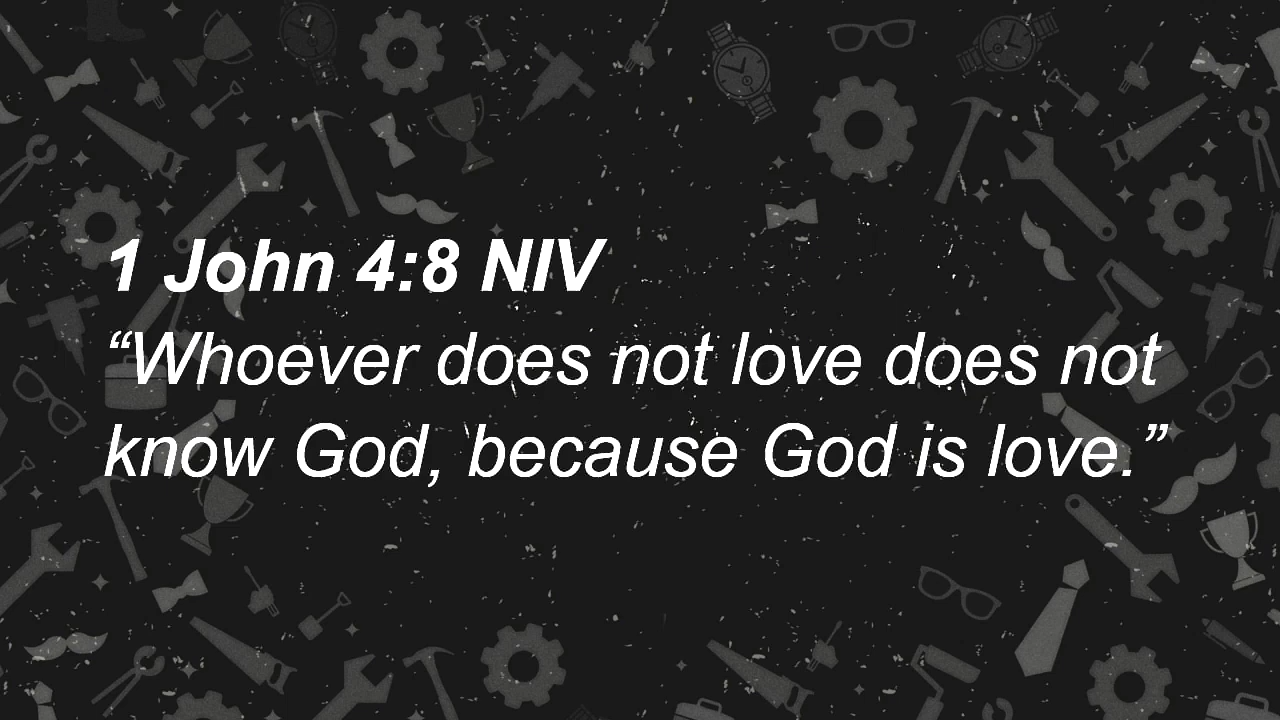 1 John 4:8 NIV
“Whoever does not love does not
know God, because God is love.”